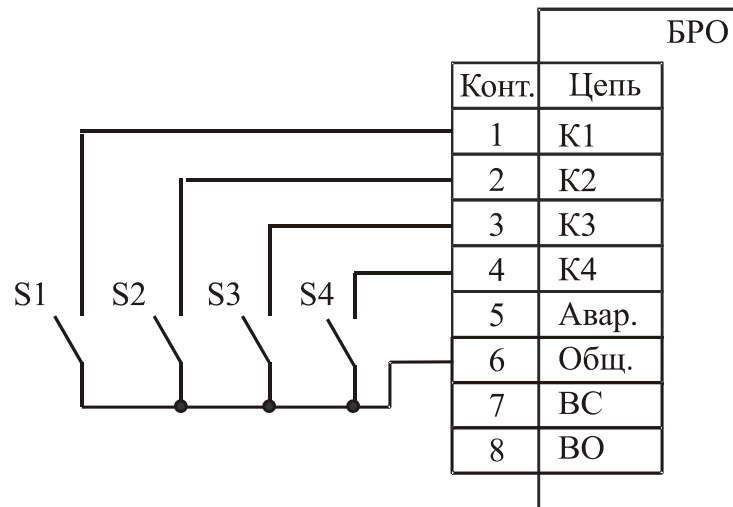 БРО
Конт. Цепь
1 К1
2 К2
3 К3
4 К4
S1 S2 S3 S4
5 Авар.
6 Общ.
7 ВС
8 ВО